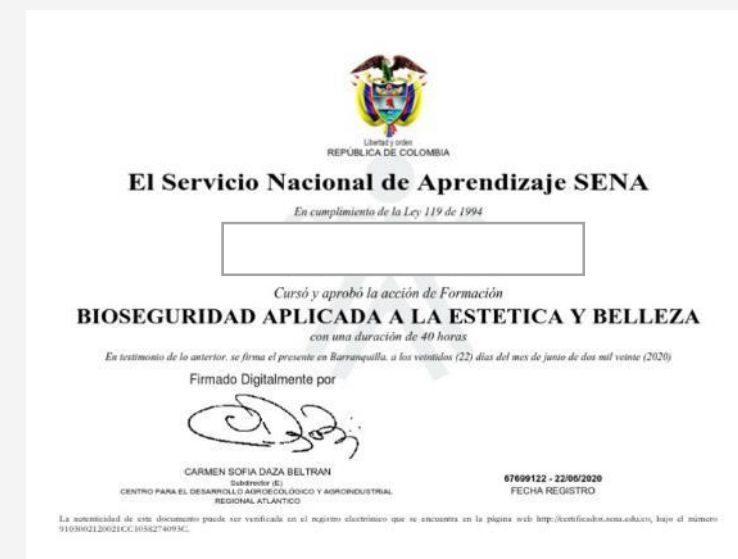 Libertad y orden
REPÚBLICA DE COLOMBIA
El Servicio Nacional de Aprendizaje SENA
En cumplimiento de la Ley 119 de 1994
Cursó y aprobó la acción de Formación
BIOSEGURIDAD APLICADA A LA ESTETICA Y BELLEZA
con una duración de 40 horas
En testimonio de lo anterior, se firma el presente en Barranquilla, a los veintidos (22) días del mes de junio de dos mil veinte (2020)
Firmado Digitalmente por
CARMEN SOFIA DAZA BELTRAN
Subdirector (E)
CENTRO PARA EL DESARROLLO AGROECOLÓGICO Y AGROINDUSTRIAL
REGIONAL ATLÁNTICO
67699122 - 22/06/2020
FECHA REGISTRO
La autenticidad de este documento puede ser verificada en el registro electrónico que se encuentra en la página web http://certificados.sena.edu.co, bajo el número
9103002120021CC1058274093C.